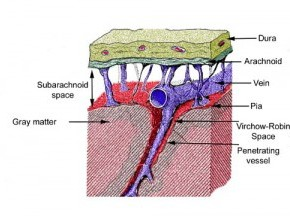 Dura
Arachnoid
Subarachnoid
space
Vein
Pia
Gray matter
Virchow-Robin
Space
Penetrating
vessel